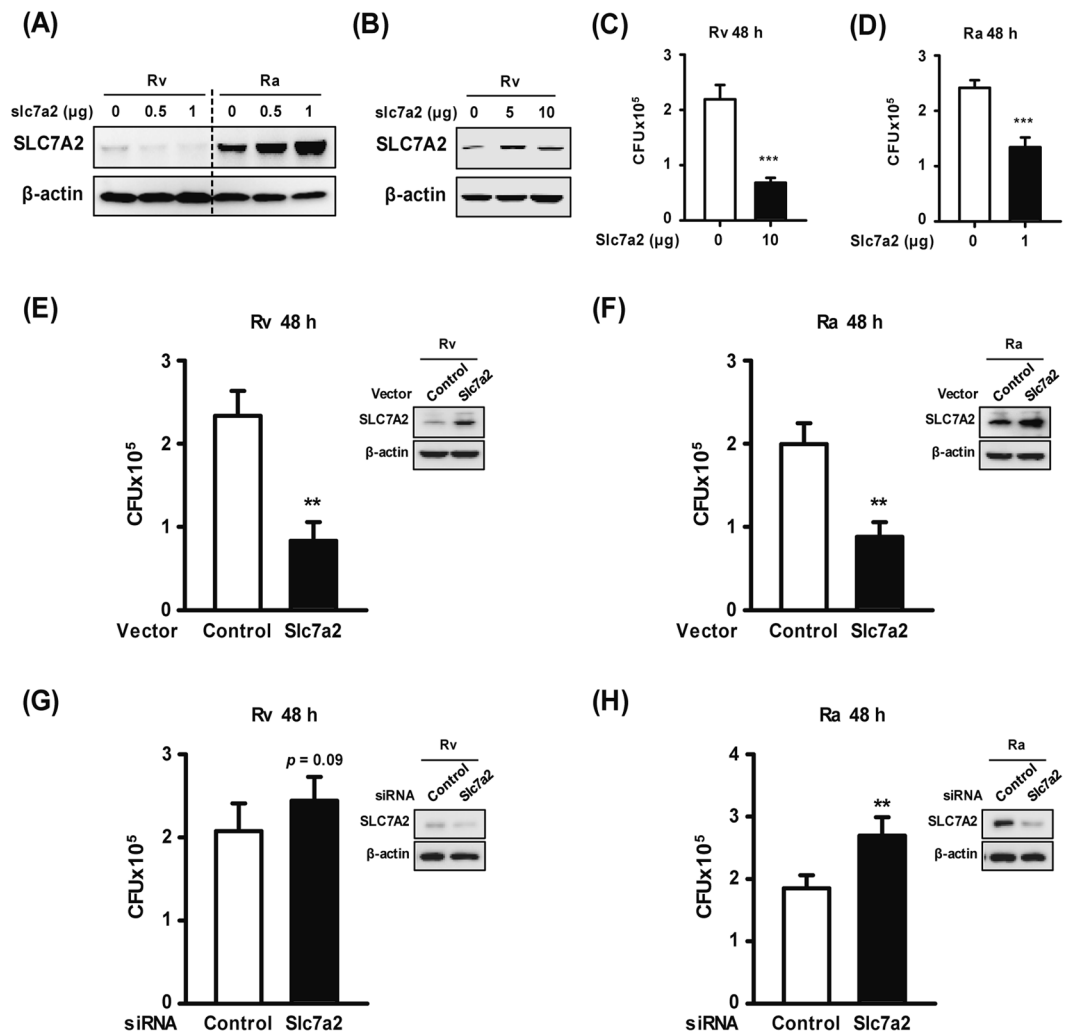 (A)
Rv Ra
slc7a2 (μg) 0 0.5 1 0 0.5 1
SLC7A2
β-actin
(B)
Rv
slc7a2 (μg) 0 5 10
SLC7A2
β-actin
(C)
Rv 48 h
CFUx10⁵
3
2
1
0
***
Slc7a2 (μg) 0 10
(D)
Ra 48 h
CFUx10⁵
3
2
1
0
***
Slc7a2 (μg) 0 1
(E)
Rv 48 h
CFUx10⁵
3
2
1
0
**
Vector Control Slc7a2
Rv
Vector Control Slc7a2
SLC7A2
β-actin
(F)
Ra 48 h
CFUx10⁵
3
2
1
0
**
Vector Control Slc7a2
Ra
Vector Control Slc7a2
SLC7A2
β-actin
(G)
Rv 48 h
CFUx10⁵
3
2
1
0
p = 0.09
siRNA Control Slc7a2
Rv
siRNA Control Slc7a2
SLC7A2
β-actin
(H)
Ra 48 h
CFUx10⁵
4
3
2
1
0
**
siRNA Control Slc7a2
Ra
siRNA Control Slc7a2
SLC7A2
β-actin